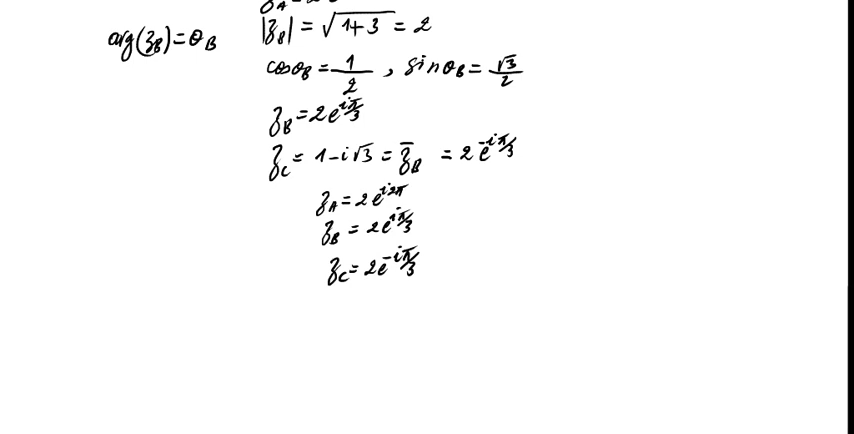 |z_B| = √(1+3) = 2
arg(z_B) = θ_B
cos θ_B = 1/2 , sin θ_B = √3/2
z_B = 2e^{iπ/3}
z_C = 1 - i√3 = z̄_B = 2e^{-iπ/3}
z_A = 2e^{i2π}
z_B = 2e^{iπ/3}
z_C = 2e^{-iπ/3}